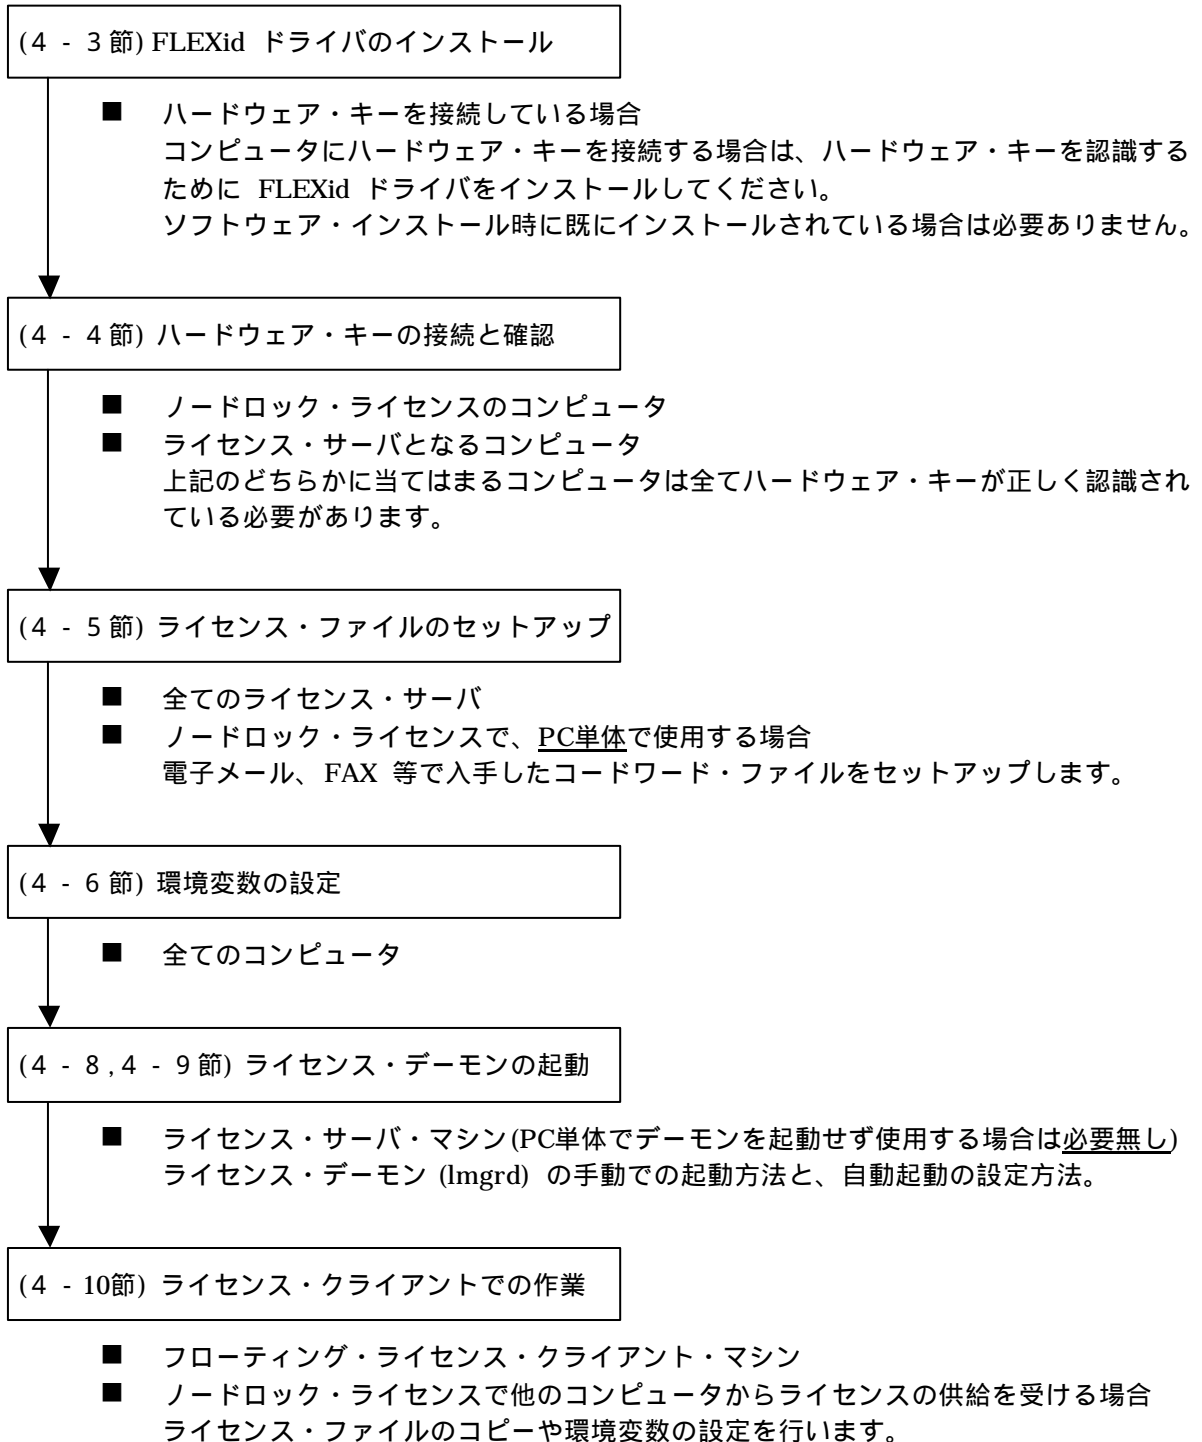 (４‐３節) FLEXid ドライバのインストール
■ ハードウェア・キーを接続している場合
コンピュータにハードウェア・キーを接続する場合は、ハードウェア・キーを認識する
ために FLEXid ドライバをインストールしてください。
ソフトウェア・インストール時に既にインストールされている場合は必要ありません。
(４‐４節) ハードウェア・キーの接続と確認
■ ノードロック・ライセンスのコンピュータ
■ ライセンス・サーバとなるコンピュータ
上記のどちらかに当てはまるコンピュータは全てハードウェア・キーが正しく認識され
ている必要があります。
(４‐５節) ライセンス・ファイルのセットアップ
■ 全てのライセンス・サーバ
■ ノードロック・ライセンスで、PC単体で使用する場合
電子メール、FAX 等で入手したコードワード・ファイルをセットアップします。
(４‐６節) 環境変数の設定
■ 全てのコンピュータ
(４‐８,４‐９節) ライセンス・デーモンの起動
■ ライセンス・サーバ・マシン(PC単体でデーモンを起動せず使用する場合は必要無し)
ライセンス・デーモン (lmgrd) の手動での起動方法と、自動起動の設定方法。
(４‐10節) ライセンス・クライアントでの作業
■ フローティング・ライセンス・クライアント・マシン
■ ノードロック・ライセンスで他のコンピュータからライセンスの供給を受ける場合
ライセンス・ファイルのコピーや環境変数の設定を行います。